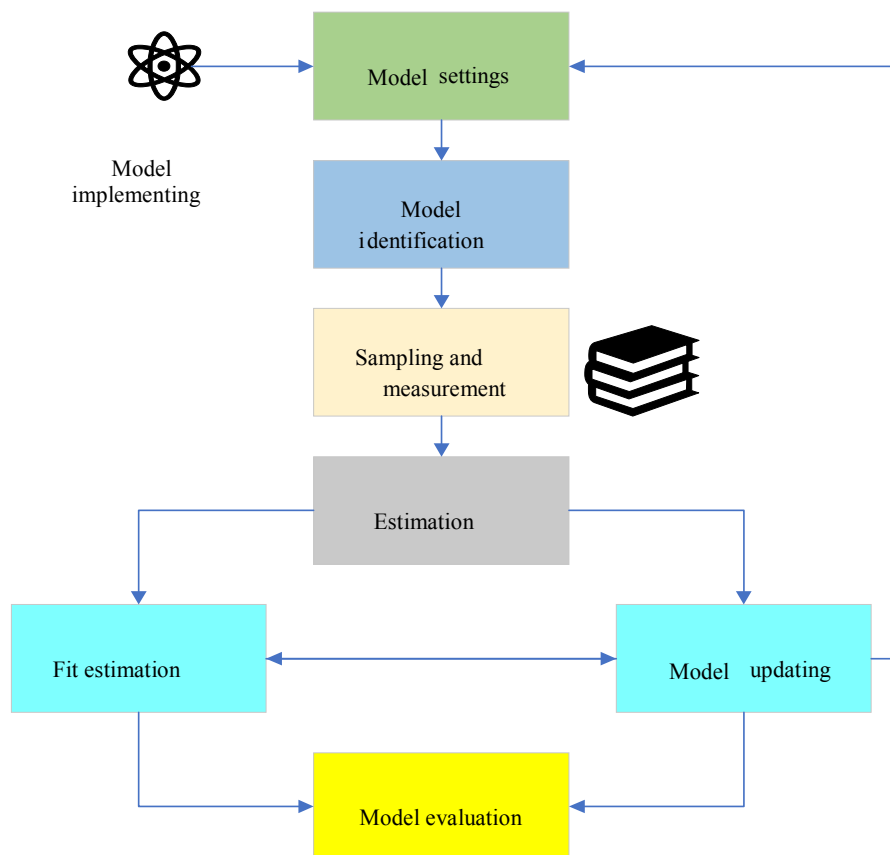 Model settings
Model
implementing
Model
identification
Sampling and
measurement
Estimation
Fit estimation
Model updating
Model evaluation